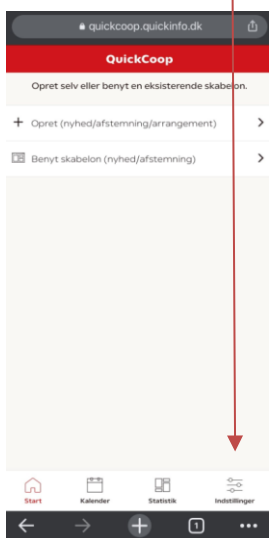 quickcoop.quickinfo.dk
QuickCoop
Opret selv eller benyt en eksisterende skabelon.
Opret (nyhed/afstemning/arrangement)
Benyt skabelon (nyhed/afstemning)
Start Kalender Statistik Indstillinger
1